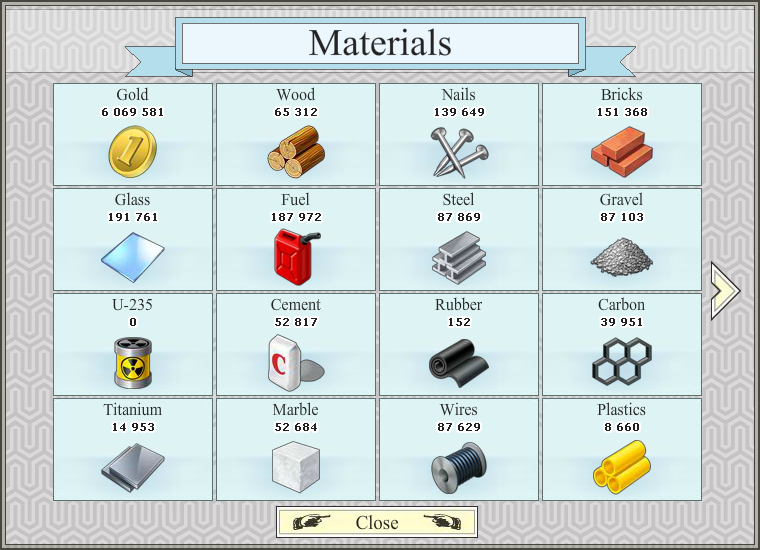 Materials
Gold Wood Nails Bricks
6 069 581 65 312 139 649 151 368
1
Glass Fuel Steel Gravel
191 761 187 972 87 869 87 103
U-235 Cement Rubber Carbon
0 52 817 152 39 951
C
Titanium Marble Wires Plastics
14 953 52 684 87 629 8 660
Close